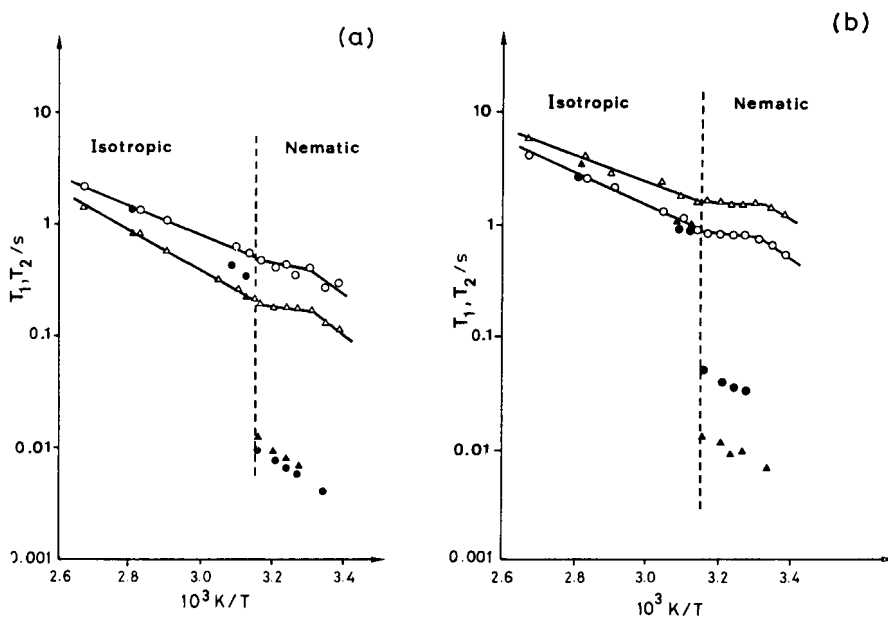 (a)
10
1
0.1
0.01
0.001
T₁, T₂/s
Isotropic
Nematic
2.6
2.8
3.0
3.2
3.4
10³ K/T
(b)
10
1
0.1
0.01
0.001
T₁, T₂/s
Isotropic
Nematic
2.6
2.8
3.0
3.2
3.4
10³ K/T